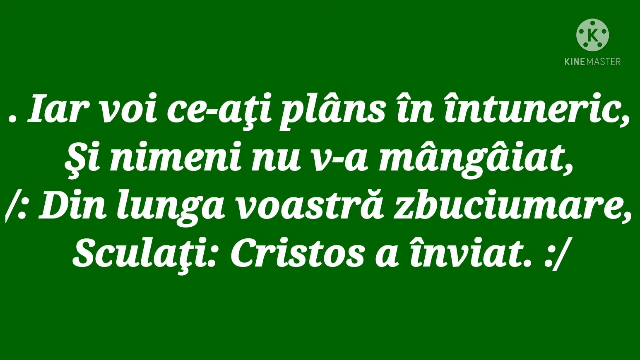 K
KINEMASTER
. Iar voi ce-aţi plâns în întuneric,
Şi nimeni nu v-a mângâiat,
/: Din lunga voastră zbuciumare,
Sculaţi: Cristos a înviat. :/